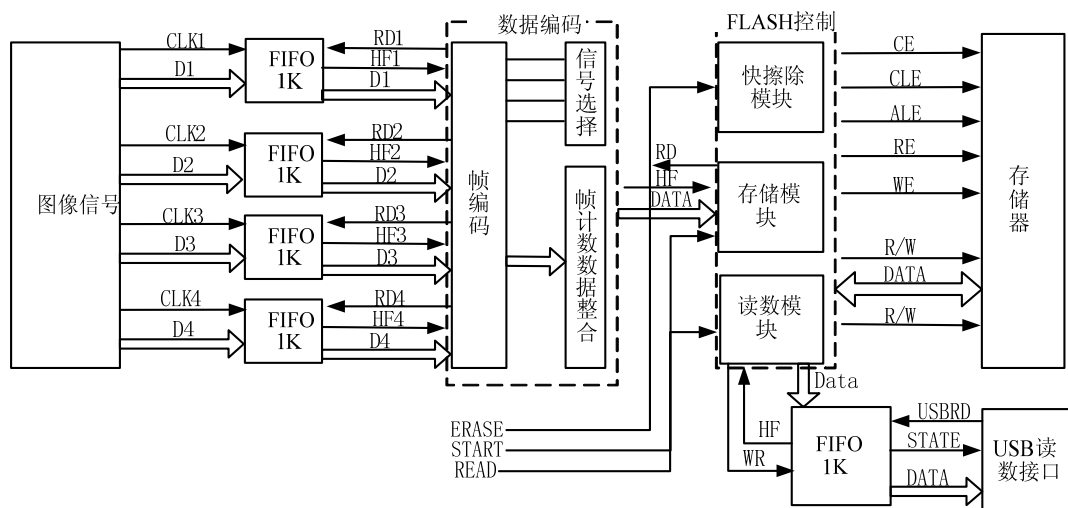 图像信号
CLK1
D1
CLK2
D2
CLK3
D3
CLK4
D4
FIFO
1K
FIFO
1K
FIFO
1K
FIFO
1K
RD1
HF1
D1
RD2
HF2
D2
RD3
HF3
D3
RD4
HF4
D4
数据编码
帧编码
信号选择
帧计数数据整合
RD
HF
DATA
ERASE
START
READ
FLASH控制
快擦除
模块
存储模
块
读数模
块
CE
CLE
ALE
RE
WE
R/W
DATA
R/W
存储器
Data
HF
WR
FIFO
1K
USBRD
STATE
DATA
USB读
数接口